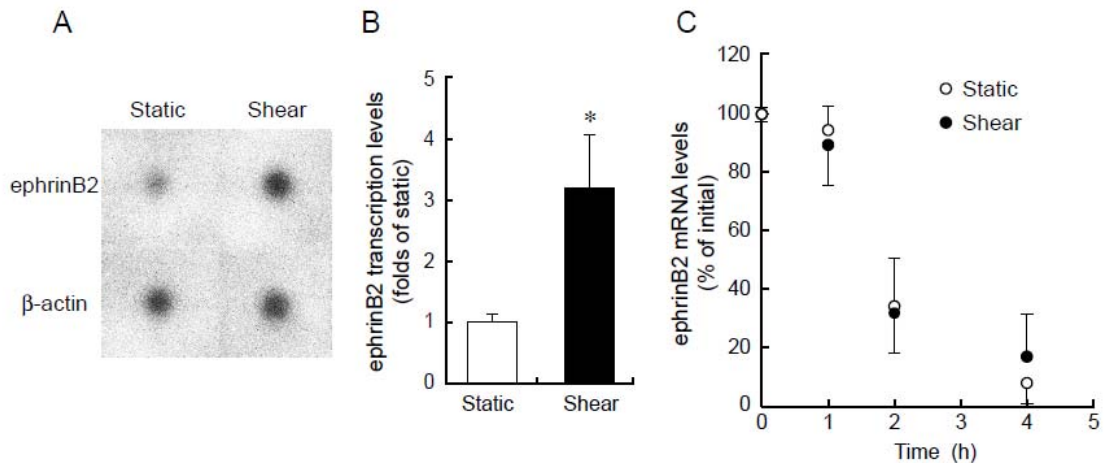 A
Static Shear
ephrinB2
β-actin
B
ephrinB2 transcription levels
(folds of static)
5
4
3
2
1
0
*
Static Shear
C
ephrinB2 mRNA levels
(% of initial)
120
100
80
60
40
20
0
Static
Shear
0 1 2 3 4 5
Time (h)